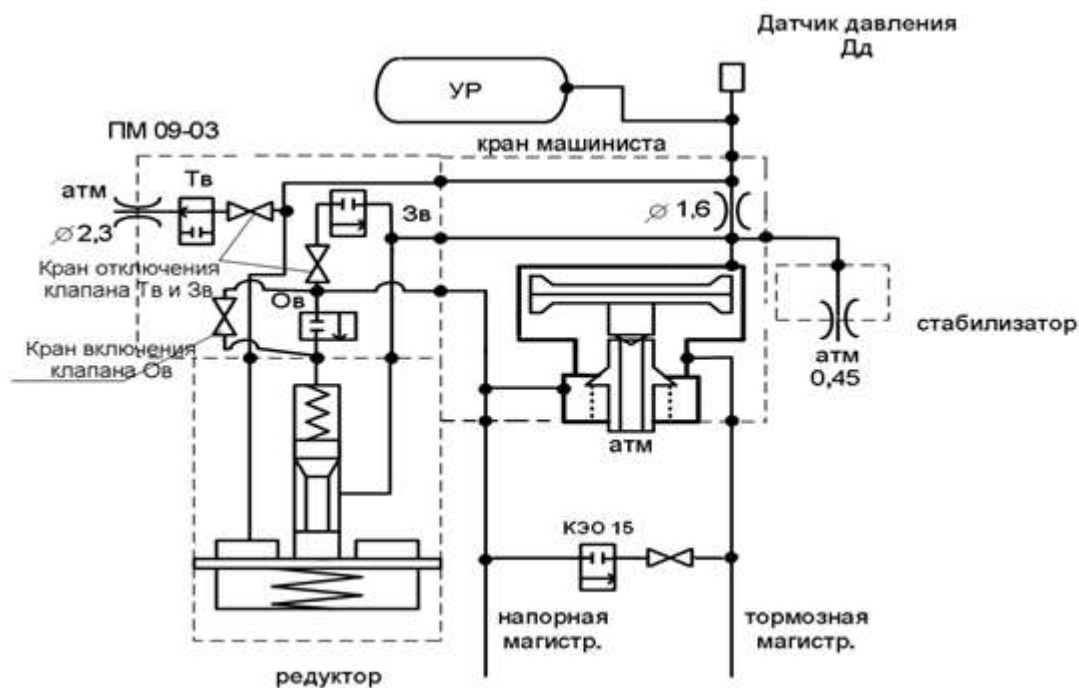 Датчик давления
Дд
УР
ПМ 09-03
кран машиниста
атм
Тв
Зв
⌀ 1,6
⌀ 2,3
Кран отключения
клапана Тв и Зв
Ов
стабилизатор
Кран включения
клапана Ов
атм
0,45
атм
КЭО 15
напорная
магистр.
тормозная
магистр.
редуктор